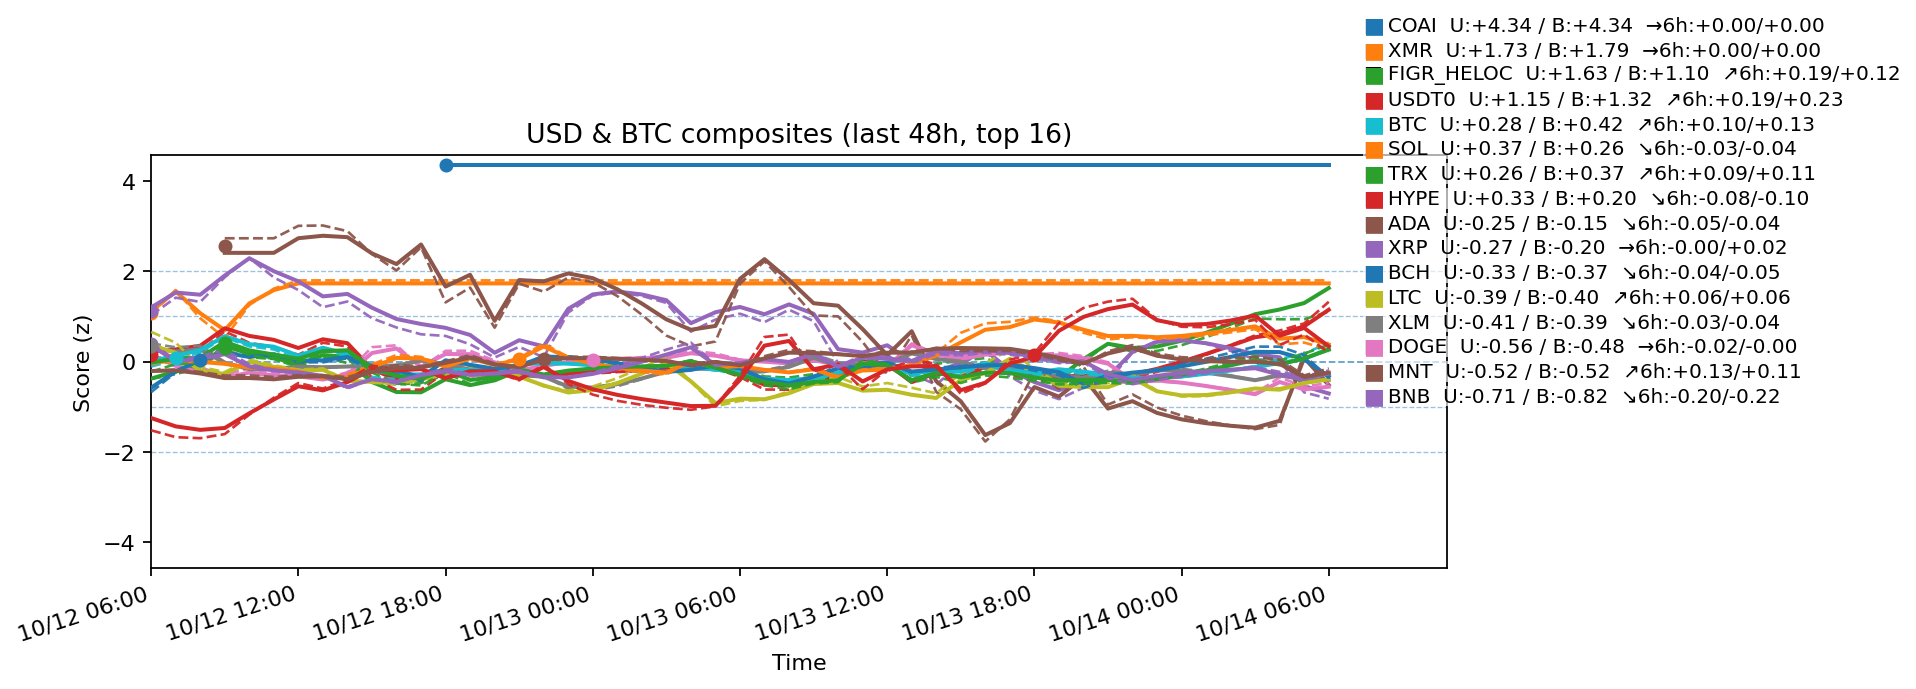 COAI U:+4.34 / B:+4.34 →6h:+0.00/+0.00
XMR U:+1.73 / B:+1.79 →6h:+0.00/+0.00
FIGR_HELOC U:+1.63 / B:+1.10 ↗6h:+0.19/+0.12
USDT0 U:+1.15 / B:+1.32 ↗6h:+0.19/+0.23
BTC U:+0.28 / B:+0.42 ↗6h:+0.10/+0.13
SOL U:+0.37 / B:+0.26 ↘6h:-0.03/-0.04
TRX U:+0.26 / B:+0.37 ↗6h:+0.09/+0.11
HYPE U:+0.33 / B:+0.20 ↘6h:-0.08/-0.10
ADA U:-0.25 / B:-0.15 ↘6h:-0.05/-0.04
XRP U:-0.27 / B:-0.20 →6h:-0.00/+0.02
BCH U:-0.33 / B:-0.37 ↘6h:-0.04/-0.05
LTC U:-0.39 / B:-0.40 ↗6h:+0.06/+0.06
XLM U:-0.41 / B:-0.39 ↘6h:-0.03/-0.04
DOGE U:-0.56 / B:-0.48 →6h:-0.02/-0.00
MNT U:-0.52 / B:-0.52 ↗6h:+0.13/+0.11
BNB U:-0.71 / B:-0.82 ↘6h:-0.20/-0.22
USD & BTC composites (last 48h, top 16)
Score (z)
4
2
0
−2
−4
10/12 06:00
10/12 12:00
10/12 18:00
10/13 00:00
10/13 06:00
10/13 12:00
10/13 18:00
10/14 00:00
10/14 06:00
Time